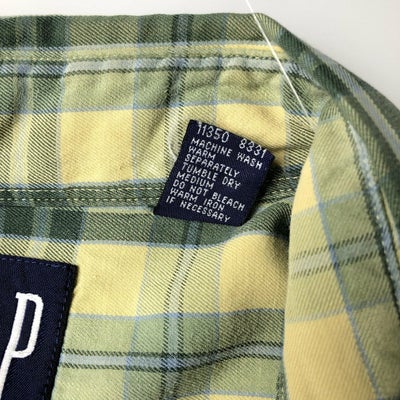 11350 8331
MACHINE WASH
WARM
SEPARATELY
TUMBLE DRY
MEDIUM
DO NOT BLEACH
WARM IRON
IF NECESSARY
P